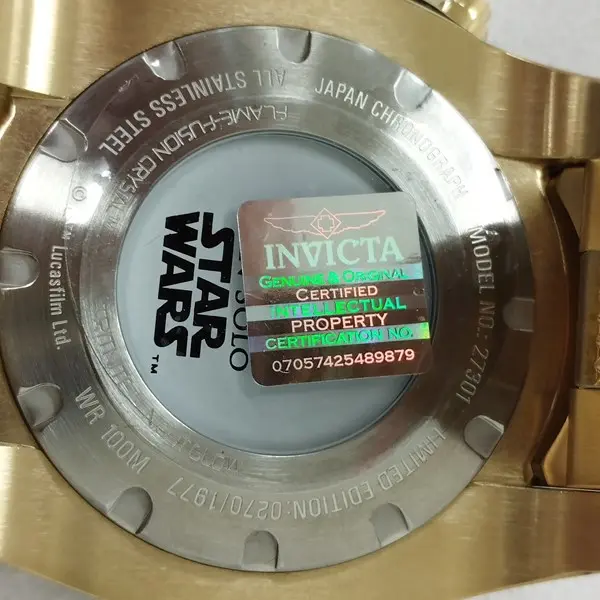 ALL STAINLESS STEEL
JAPAN CHRONOGRAPH
MODEL NO.: 27301
LIMITED EDITION: 0270/1977
WR 100M
Lucasfilm Ltd.
FLAME-FUSION CRYSTAL
STAR
WARS
TM
SOLO
INVICTA
GENUINE & ORIGINAL
CERTIFIED
INTELLECTUAL
PROPERTY
CERTIFICATION NO.
07057425489879